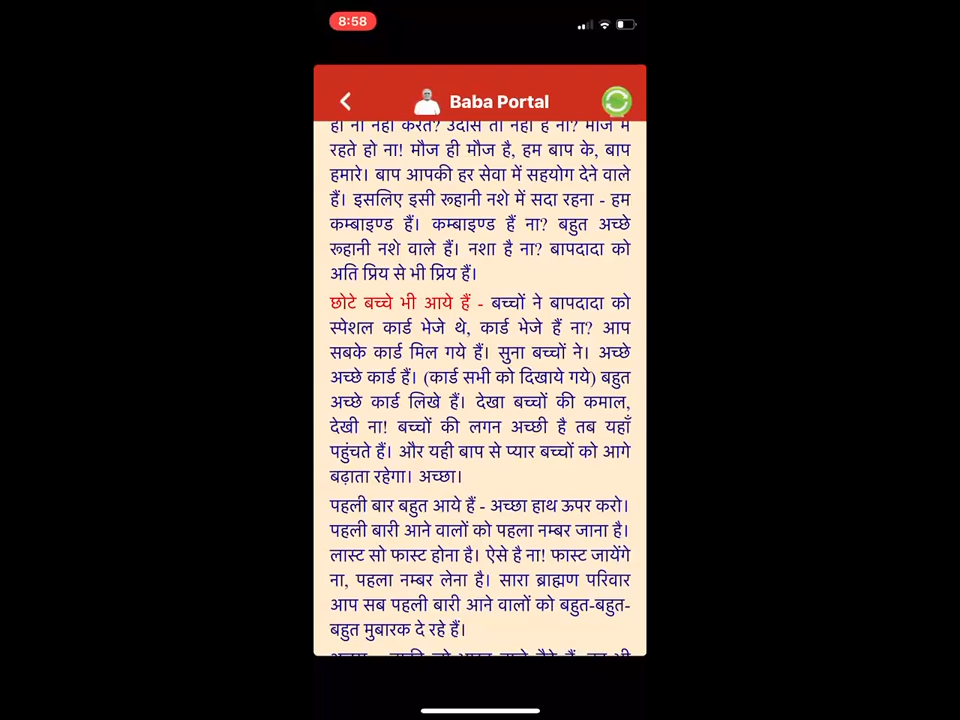 8:58
Baba Portal
हो ना नहीं करते? उदास तो नहीं है ना? मौज में
रहते हो ना! मौज ही मौज है, हम बाप के, बाप
हमारे। बाप आपकी हर सेवा में सहयोग देने वाले
हैं। इसलिए इसी रूहानी नशे में सदा रहना - हम
कम्बाइण्ड हैं। कम्बाइण्ड हैं ना? बहुत अच्छे
रूहानी नशे वाले हैं। नशा है ना? बापदादा को
अति प्रिय से भी प्रिय हैं।
छोटे बच्चे भी आये हैं - बच्चों ने बापदादा को
स्पेशल कार्ड भेजे थे, कार्ड भेजे हैं ना? आप
सबके कार्ड मिल गये हैं। सुना बच्चों ने। अच्छे
अच्छे कार्ड हैं। (कार्ड सभी को दिखाये गये) बहुत
अच्छे कार्ड लिखे हैं। देखा बच्चों की कमाल,
देखी ना! बच्चों की लगन अच्छी है तब यहाँ
पहुंचते हैं। और यही बाप से प्यार बच्चों को आगे
बढ़ाता रहेगा। अच्छा।
पहली बार बहुत आये हैं - अच्छा हाथ ऊपर करो।
पहली बारी आने वालों को पहला नम्बर जाना है।
लास्ट सो फास्ट होना है। ऐसे है ना! फास्ट जायेंगे
ना, पहला नम्बर लेना है। सारा ब्राह्मण परिवार
आप सब पहली बारी आने वालों को बहुत-बहुत-
बहुत मुबारक दे रहे हैं।